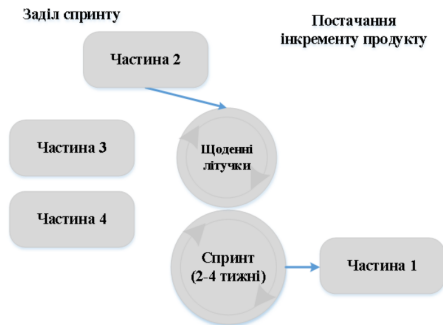 Заділ спринту
Постачання
інкременту продукту
Частина 2
Частина 3
Щоденні
літучки
Частина 4
Спринт
(2-4 тижні)
Частина 1